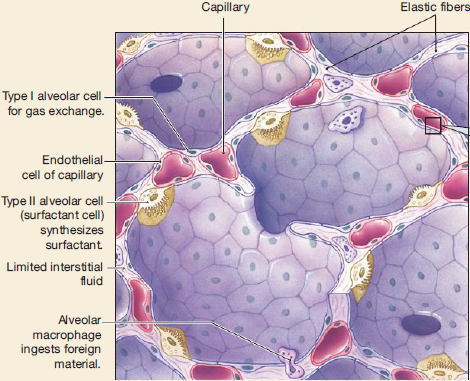 Capillary
Elastic fibers
Type I alveolar cell
for gas exchange.
Endothelial
cell of capillary
Type II alveolar cell
(surfactant cell)
synthesizes
surfactant.
Limited interstitial
fluid
Alveolar
macrophage
ingests foreign
material.